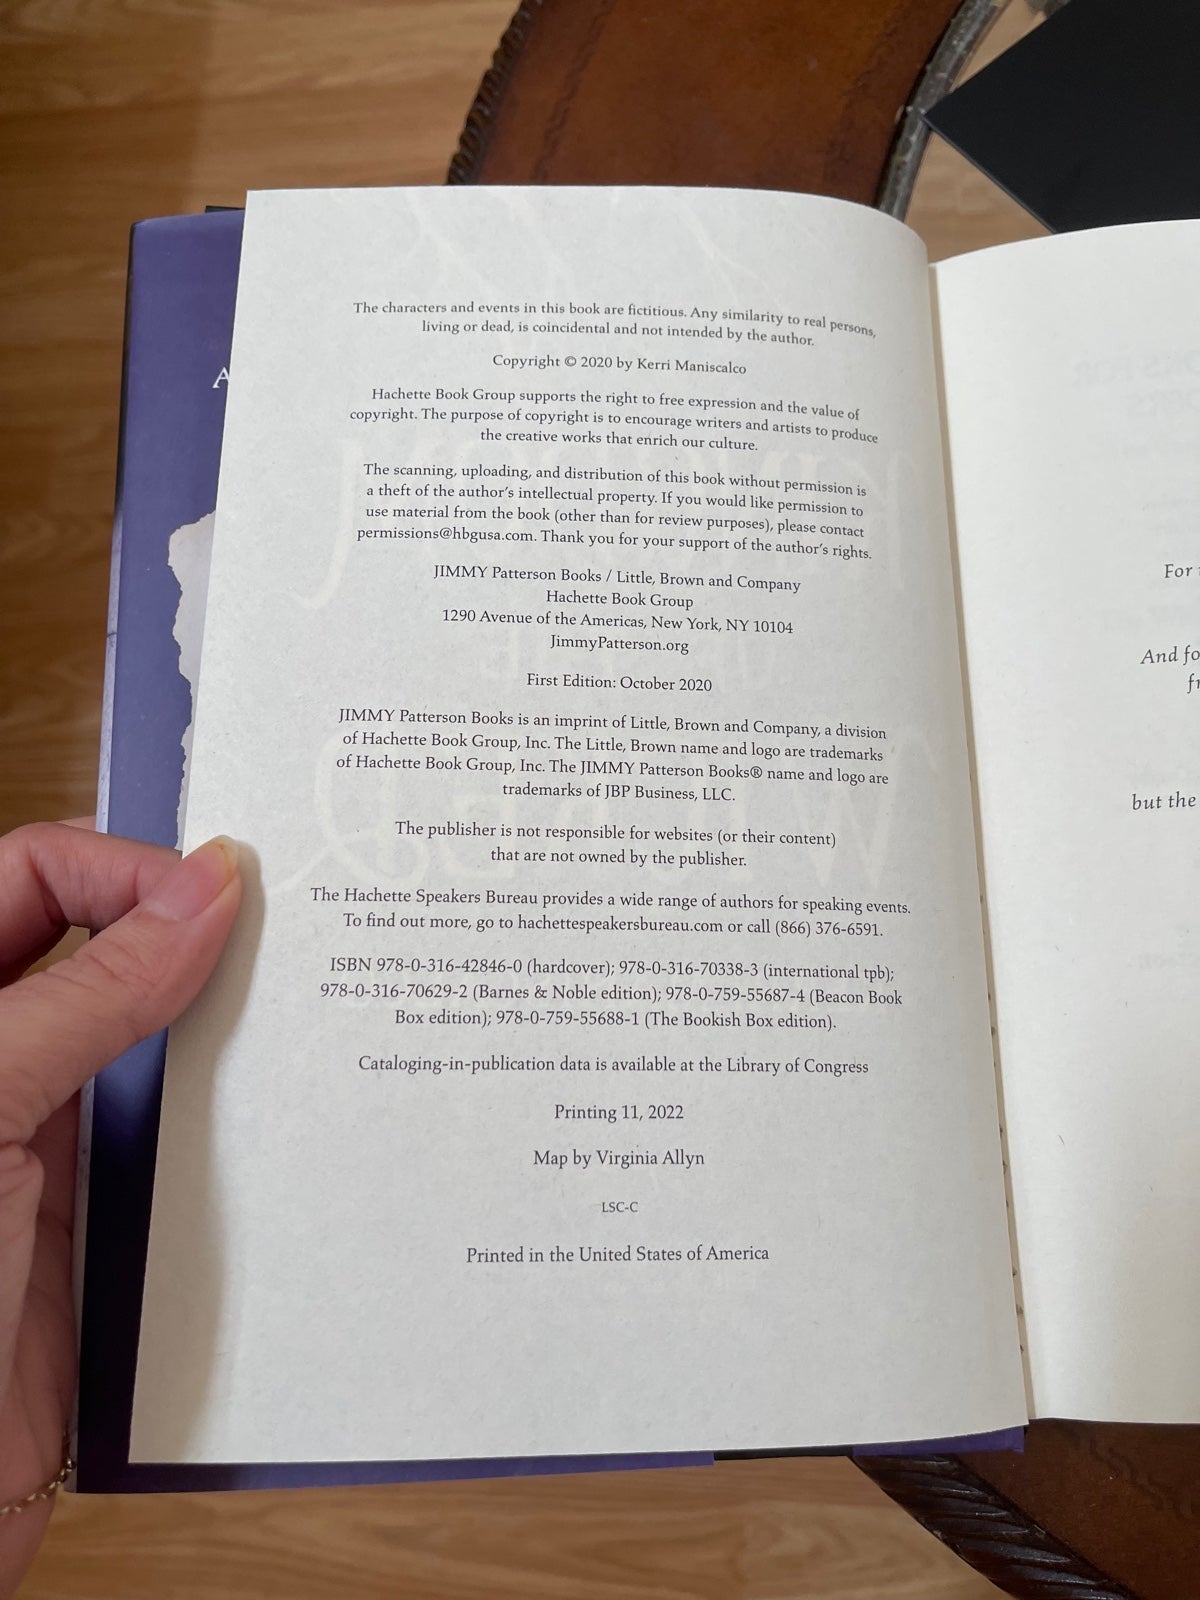 The characters and events in this book are fictitious. Any similarity to real persons,
living or dead, is coincidental and not intended by the author.
Copyright © 2020 by Kerri Maniscalco
Hachette Book Group supports the right to free expression and the value of
copyright. The purpose of copyright is to encourage writers and artists to produce
the creative works that enrich our culture.
The scanning, uploading, and distribution of this book without permission is
a theft of the author's intellectual property. If you would like permission to
use material from the book (other than for review purposes), please contact
permissions@hbgusa.com. Thank you for your support of the author's rights.
JIMMY Patterson Books / Little, Brown and Company
Hachette Book Group
1290 Avenue of the Americas, New York, NY 10104
JimmyPatterson.org
First Edition: October 2020
JIMMY Patterson Books is an imprint of Little, Brown and Company, a division
of Hachette Book Group, Inc. The Little, Brown name and logo are trademarks
of Hachette Book Group, Inc. The JIMMY Patterson Books® name and logo are
trademarks of JBP Business, LLC.
The publisher is not responsible for websites (or their content)
that are not owned by the publisher.
The Hachette Speakers Bureau provides a wide range of authors for speaking events.
To find out more, go to hachettespeakersbureau.com or call (866) 376-6591.
ISBN 978-0-316-42846-0 (hardcover); 978-0-316-70338-3 (international tpb);
978-0-316-70629-2 (Barnes & Noble edition); 978-0-759-55687-4 (Beacon Book
Box edition); 978-0-759-55688-1 (The Bookish Box edition).
Cataloging-in-publication data is available at the Library of Congress
Printing 11, 2022
Map by Virginia Allyn
LSC-C
Printed in the United States of America
A
For
And fo
fr
but the